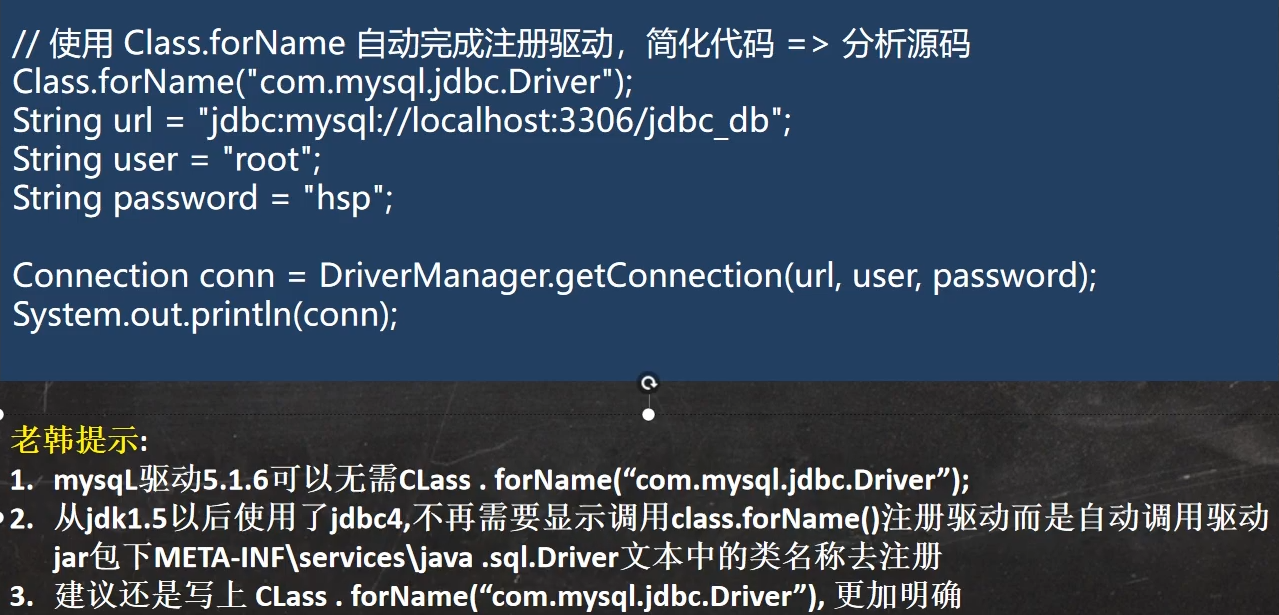 // 使用 Class.forName 自动完成注册驱动，简化代码 => 分析源码
Class.forName("com.mysql.jdbc.Driver");
String url = "jdbc:mysql://localhost:3306/jdbc_db";
String user = "root";
String password = "hsp";
Connection conn = DriverManager.getConnection(url, user, password);
System.out.println(conn);
老韩提示:
1. mysqL驱动5.1.6可以无需CLass . forName(“com.mysql.jdbc.Driver”);
2. 从jdk1.5以后使用了jdbc4,不再需要显示调用class.forName()注册驱动而是自动调用驱动
jar包下META-INF\services\java .sql.Driver文本中的类名称去注册
3. 建议还是写上 CLass . forName(“com.mysql.jdbc.Driver”), 更加明确